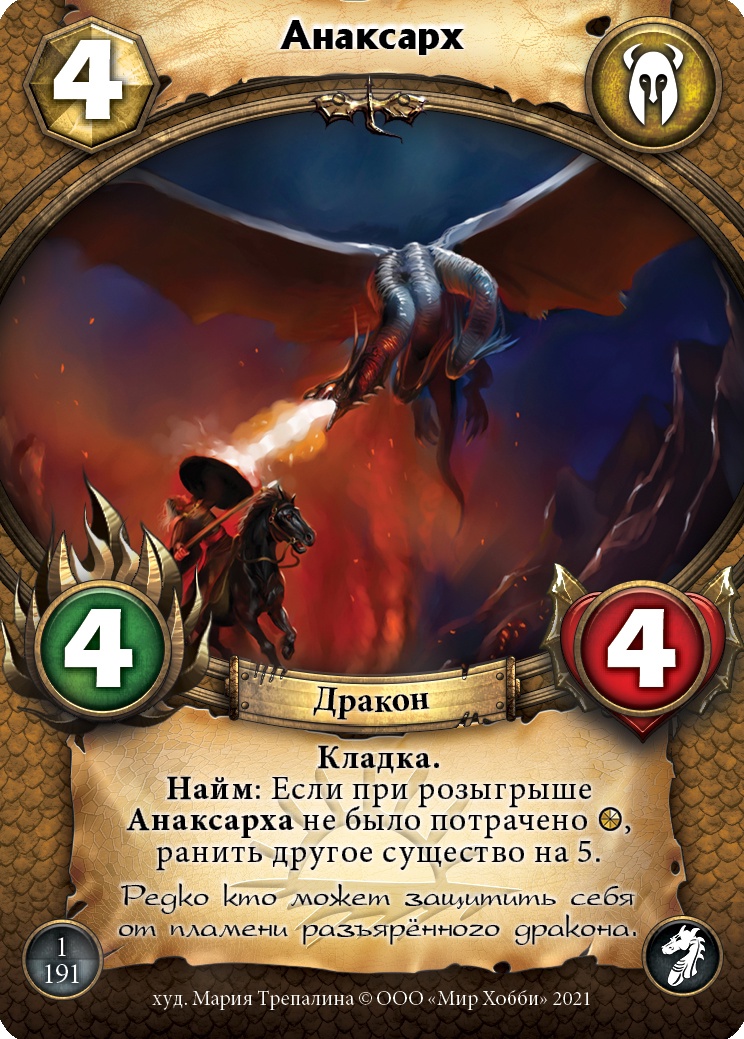 Анаксарх
4
4
4
Дракон
Кладка.
Найм: Если при розыгрыше
Анаксарха не было потрачено ,
ранить другое существо на 5.
Редко кто может защитить себя
от пламени разъярённого дракона.
1
191
худ. Мария Трепалина © ООО «Мир Хобби» 2021